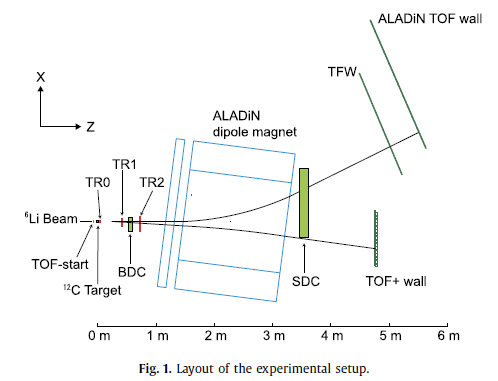 ALADiN TOF wall
TFW
X
Z
ALADiN
dipole magnet
TR1
TR0
TR2
⁶Li Beam
TOF-start
¹²C Target
BDC
SDC
TOF+ wall
0 m 1 m 2 m 3 m 4 m 5 m 6 m
Fig. 1. Layout of the experimental setup.